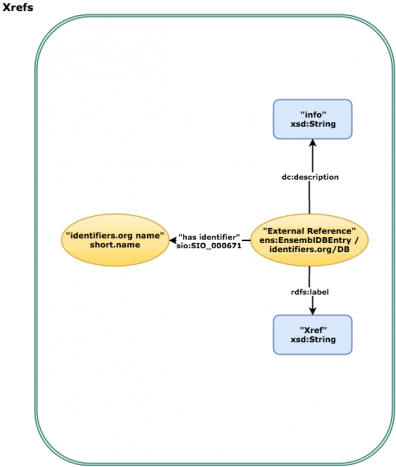 Xrefs
"info"
xsd:String
dc:description
"identifiers.org name"
short.name
"has identifier"
sio:SIO_000671
"External Reference"
ens:EnsemblDBEntry /
identifiers.org/DB
rdfs:label
"Xref"
xsd:String